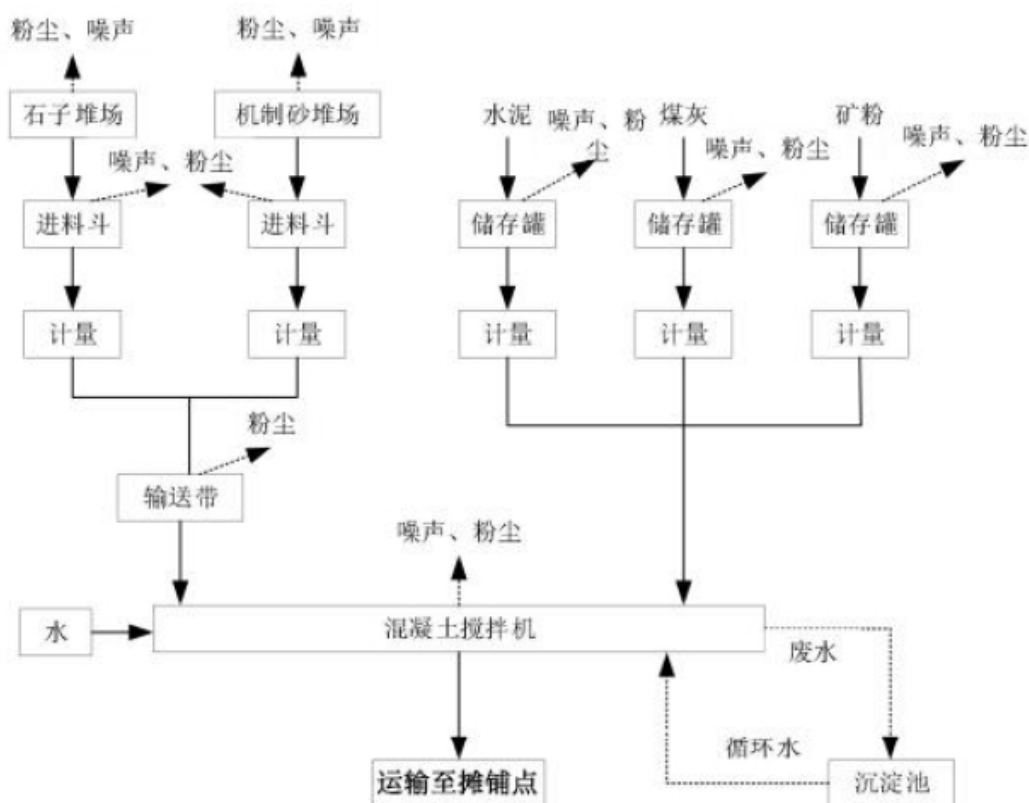 粉尘、噪声
粉尘、噪声
石子堆场
机制砂堆场
水泥
噪声、粉
尘
煤灰
噪声、粉尘
矿粉
噪声、粉尘
噪声、粉尘
进料斗
进料斗
储存罐
储存罐
储存罐
计量
计量
计量
计量
计量
粉尘
输送带
噪声、粉尘
水
混凝土搅拌机
废水
循环水
运输至摊铺点
沉淀池